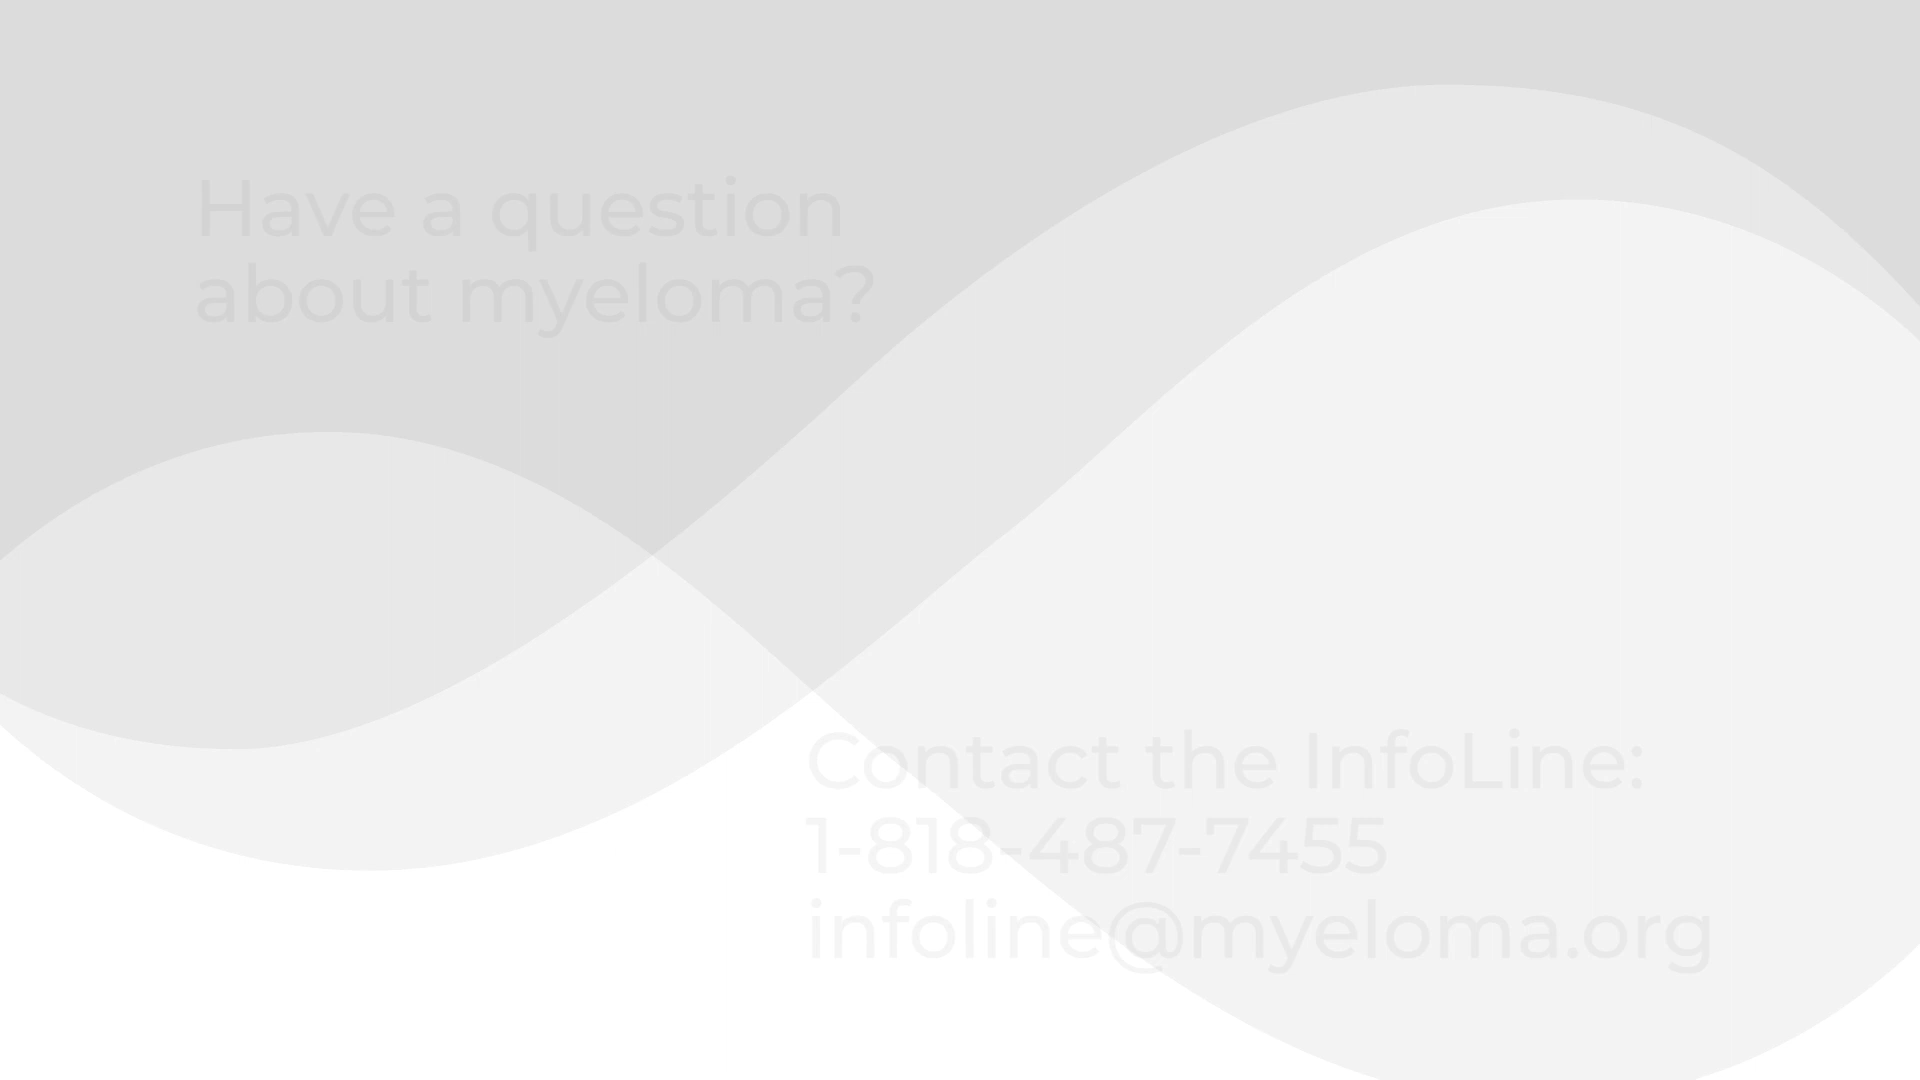 Have a question
about myeloma?
Contact the InfoLine:
1-818-487-7455
infoline@myeloma.org